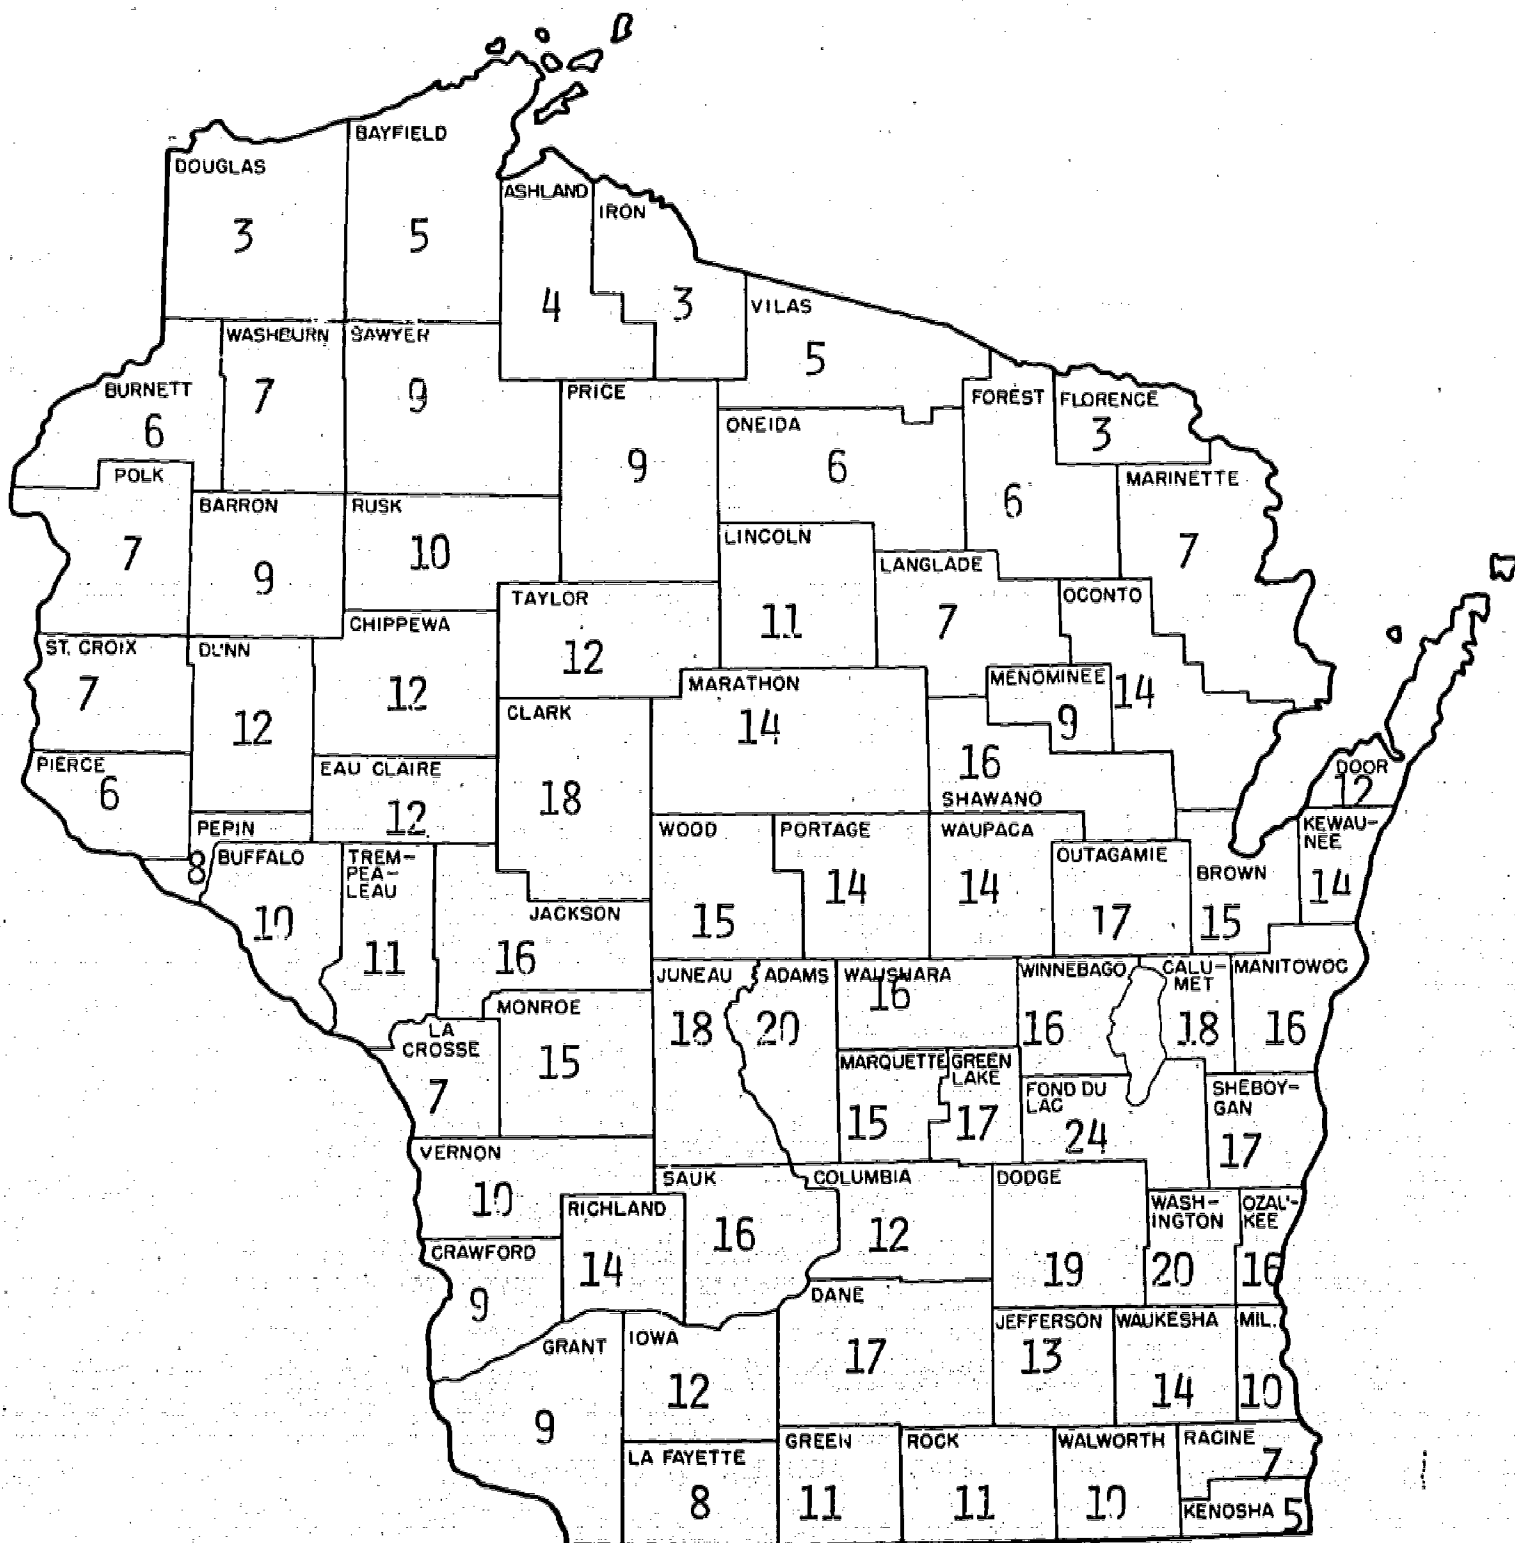 BAYFIELD
5
DOUGLAS
3
ASHLAND
4
IRON
3
VILAS
5
WASHBURN
7
SAWYER
9
BURNETT
6
PRICE
9
FOREST
6
FLORENCE
3
ONEIDA
6
POLK
7
MARINETTE
7
BARRON
9
RUSK
10
LINCOLN
11
LANGLADE
7
TAYLOR
12
OCONTO
14
CHIPPEWA
12
ST. CROIX
7
DUNN
12
MENOMINEE
9
MARATHON
14
CLARK
18
PIERCE
6
EAU CLAIRE
12
16
SHAWANO
DOOR
12
PEPIN
8
WOOD
15
PORTAGE
14
WAUPACA
14
KEWAU-
NEE
14
BUFFALO
10
TREM-
PEA-
LEAU
11
OUTAGAMIE
17
BROWN
15
JACKSON
16
JUNEAU
18
ADAMS
20
WAUSHARA
16
WINNEBAGO
16
CALU-
MET
18
MANITOWOC
16
MONROE
15
LA
CROSSE
7
MARQUETTE
15
GREEN
LAKE
17
FOND DU
LAC
24
SHEBOY-
GAN
17
VERNON
10
SAUK
16
COLUMBIA
12
DODGE
19
WASH-
INGTON
20
OZAU-
KEE
16
RICHLAND
14
CRAWFORD
9
DANE
17
JEFFERSON
13
WAUKESHA
14
MIL.
10
GRANT
9
IOWA
12
LA FAYETTE
8
GREEN
11
ROCK
11
WALWORTH
10
RACINE
7
KENOSHA 5